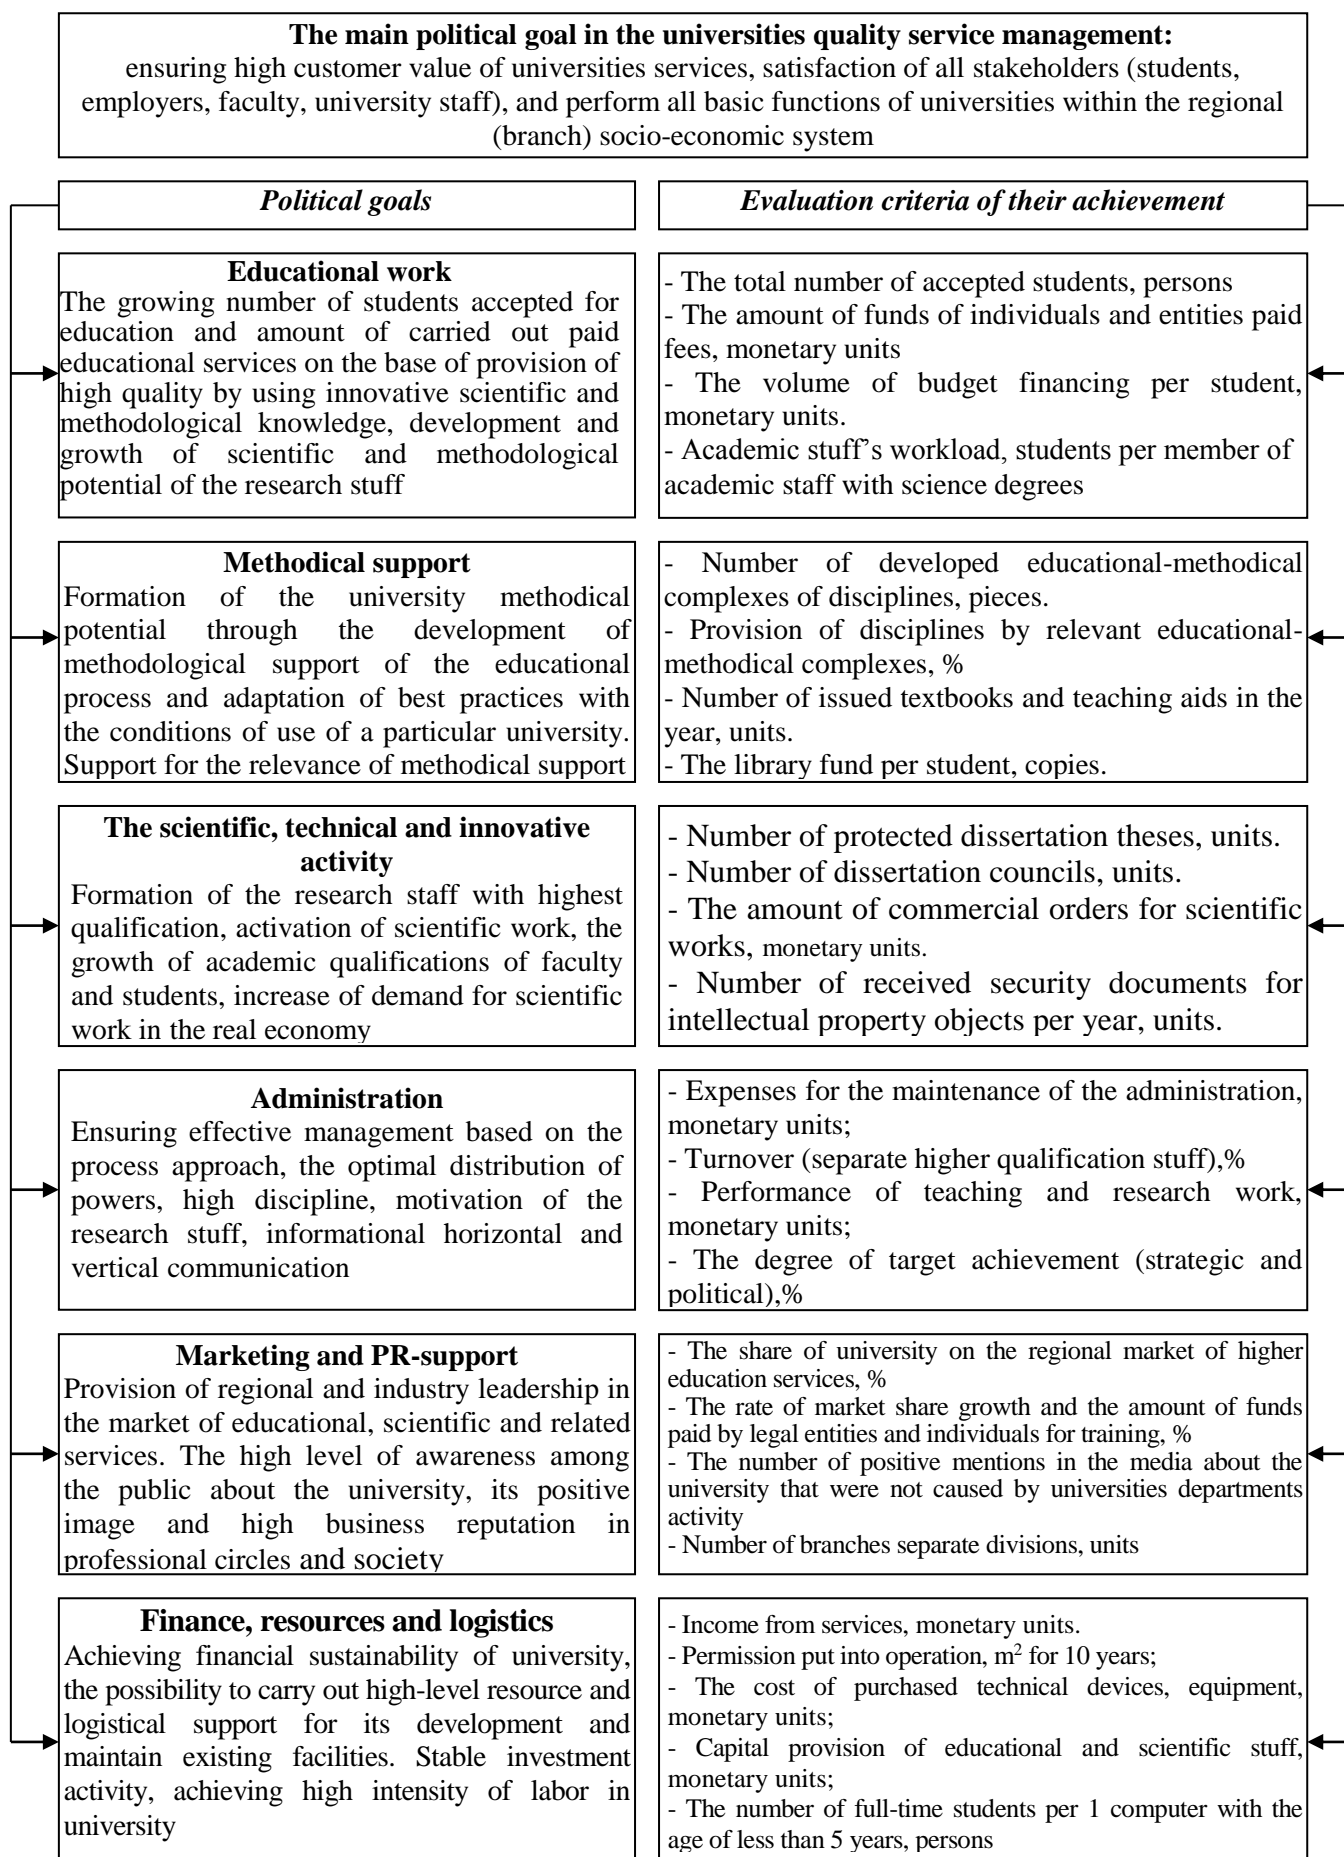 The main political goal in the universities quality service management:
ensuring high customer value of universities services, satisfaction of all stakeholders (students,
employers, faculty, university staff), and perform all basic functions of universities within the regional
(branch) socio-economic system
Political goals
Evaluation criteria of their achievement
Educational work
The growing number of students accepted for
education and amount of carried out paid
educational services on the base of provision of
high quality by using innovative scientific and
methodological knowledge, development and
growth of scientific and methodological
potential of the research stuff
- The total number of accepted students, persons
- The amount of funds of individuals and entities paid
fees, monetary units
- The volume of budget financing per student,
monetary units.
- Academic stuff's workload, students per member of
academic staff with science degrees
Methodical support
Formation of the university methodical
potential through the development of
methodological support of the educational
process and adaptation of best practices with
the conditions of use of a particular university.
Support for the relevance of methodical support
- Number of developed educational-methodical
complexes of disciplines, pieces.
- Provision of disciplines by relevant educational-
methodical complexes, %
- Number of issued textbooks and teaching aids in the
year, units.
- The library fund per student, copies.
The scientific, technical and innovative
activity
Formation of the research staff with highest
qualification, activation of scientific work, the
growth of academic qualifications of faculty
and students, increase of demand for scientific
work in the real economy
- Number of protected dissertation theses, units.
- Number of dissertation councils, units.
- The amount of commercial orders for scientific
works, monetary units.
- Number of received security documents for
intellectual property objects per year, units.
Administration
Ensuring effective management based on the
process approach, the optimal distribution of
powers, high discipline, motivation of the
research stuff, informational horizontal and
vertical communication
- Expenses for the maintenance of the administration,
monetary units;
- Turnover (separate higher qualification stuff),%
- Performance of teaching and research work,
monetary units;
- The degree of target achievement (strategic and
political),%
Marketing and PR-support
Provision of regional and industry leadership in
the market of educational, scientific and related
services. The high level of awareness among
the public about the university, its positive
image and high business reputation in
professional circles and society
- The share of university on the regional market of higher
education services, %
- The rate of market share growth and the amount of funds
paid by legal entities and individuals for training, %
- The number of positive mentions in the media about the
university that were not caused by universities departments
activity
- Number of branches separate divisions, units
Finance, resources and logistics
Achieving financial sustainability of university,
the possibility to carry out high-level resource and
logistical support for its development and
maintain existing facilities. Stable investment
activity, achieving high intensity of labor in
university
- Income from services, monetary units.
- Permission put into operation, m² for 10 years;
- The cost of purchased technical devices, equipment,
monetary units;
- Capital provision of educational and scientific stuff,
monetary units;
- The number of full-time students per 1 computer with the
age of less than 5 years, persons